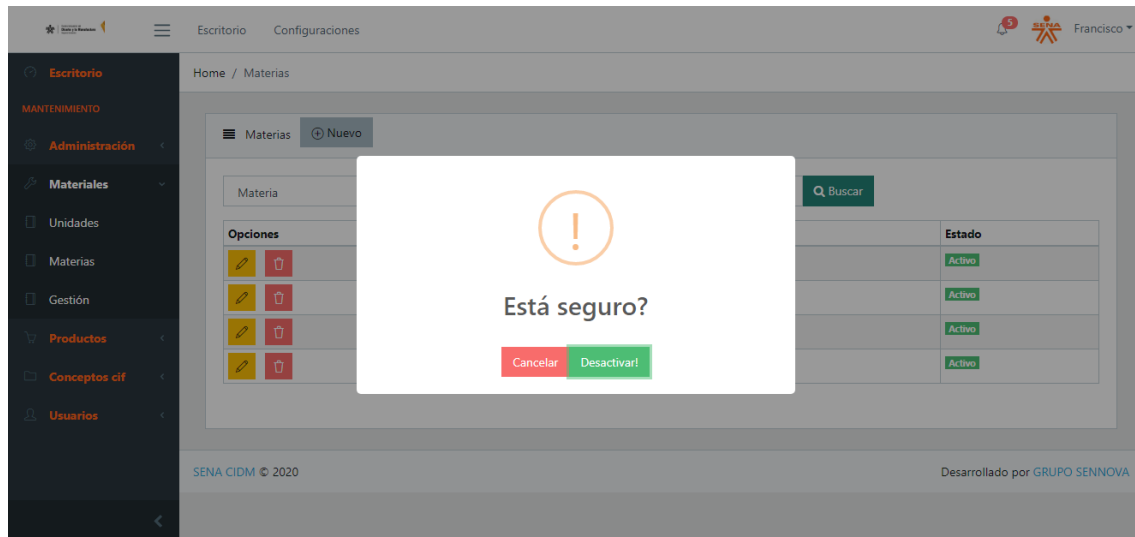 Escritorio Configuraciones 5 SENA Francisco
Escritorio
Home / Materias
MANTENIMIENTO
Materias Nuevo
Administración
Materiales
Materia Buscar
Unidades
Opciones Estado
Materias
Activo
Gestión
Activo
Está seguro?
Productos
Activo
Cancelar Desactivar!
Conceptos cif
Activo
Usuarios
SENA CIDM © 2020 Desarrollado por GRUPO SENNOVA